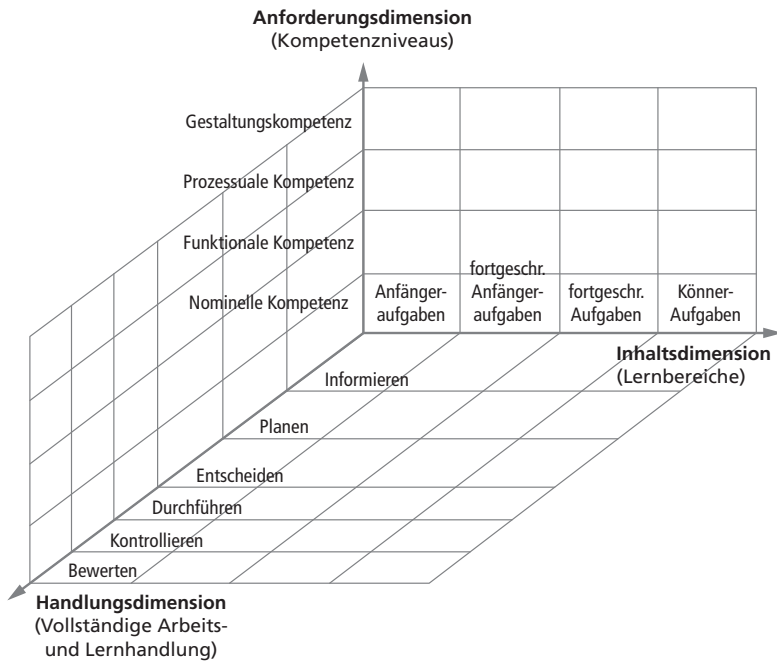 Anforderungsdimension
(Kompetenzniveaus)
Gestaltungskompetenz
Prozessuale Kompetenz
Funktionale Kompetenz
Nominelle Kompetenz
Anfänger-
aufgaben
fortgeschr.
Anfänger-
aufgaben
fortgeschr.
Aufgaben
Könner-
Aufgaben
Inhaltsdimension
(Lernbereiche)
Informieren
Planen
Entscheiden
Durchführen
Kontrollieren
Bewerten
Handlungsdimension
(Vollständige Arbeits-
und Lernhandlung)